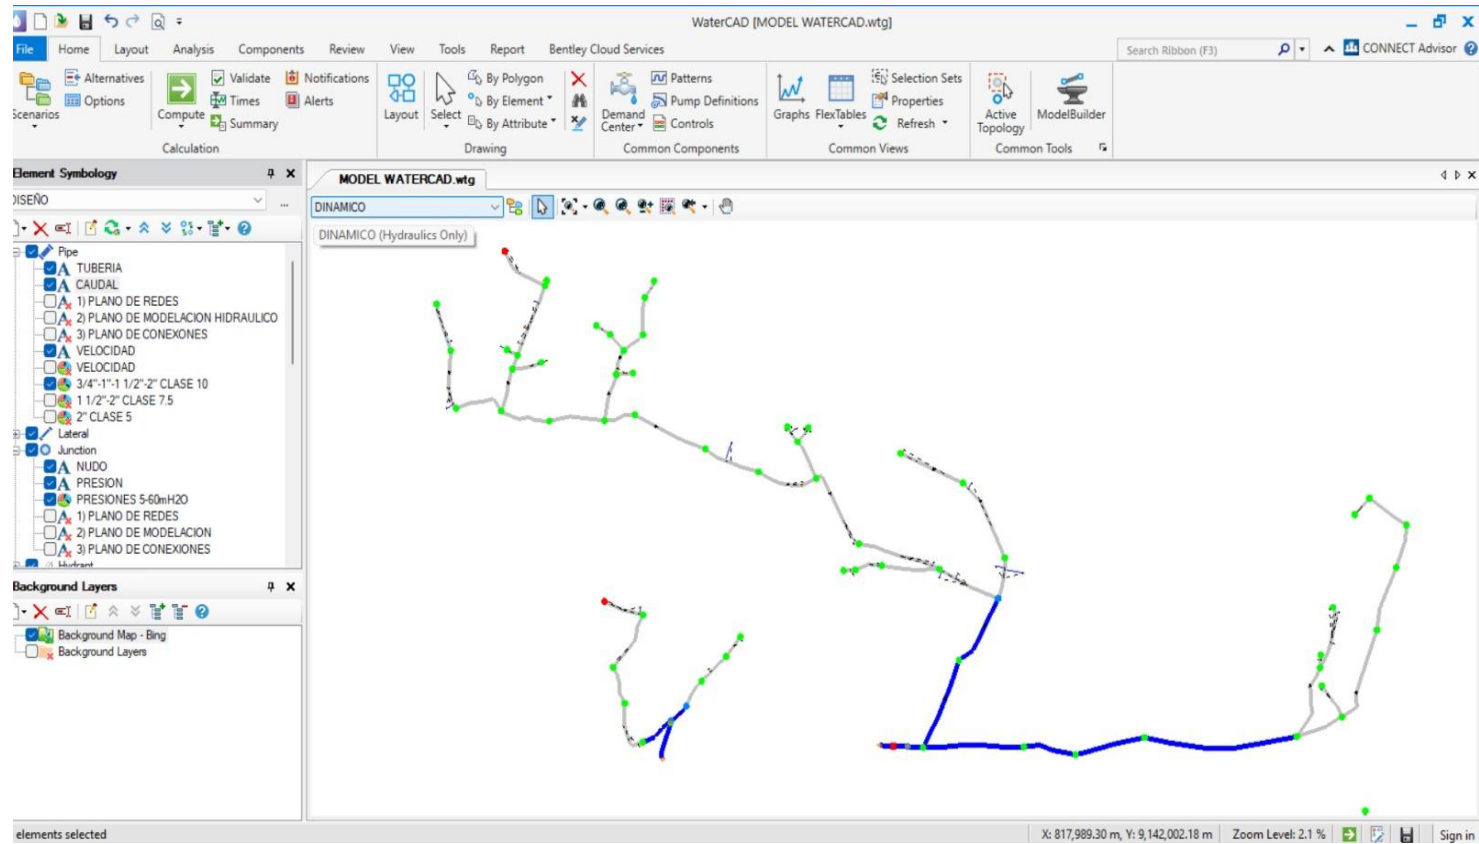 WaterCAD [MODEL WATERCAD.wtg]
File Home Layout Analysis Components Review View Tools Report Bentley Cloud Services Search Ribbon (F3) CONNECT Advisor
Alternatives Validate Notifications By Polygon Patterns Selection Sets
Options Times Alerts By Element Pump Definitions Properties
Scenarios Compute Summary Layout Select By Attribute Demand Center Controls Graphs FlexTables Refresh Active Topology ModelBuilder
Calculation Drawing Common Components Common Views Common Tools
Element Symbology MODEL WATERCAD.wtg
DISEÑO ... DINAMICO
DINAMICO (Hydraulics Only)
Pipe
TUBERIA
CAUDAL
1) PLANO DE REDES
2) PLANO DE MODELACION HIDRAULICO
3) PLANO DE CONEXONES
VELOCIDAD
VELOCIDAD
3/4"-1"-1 1/2"-2" CLASE 10
1 1/2"-2" CLASE 7.5
2" CLASE 5
Lateral
Junction
NUDO
PRESION
PRESIONES 5-60mH2O
1) PLANO DE REDES
2) PLANO DE MODELACION
3) PLANO DE CONEXIONES
Hydrant
Background Layers
Background Map - Bing
Background Layers
elements selected X: 817,989.30 m, Y: 9,142,002.18 m Zoom Level: 2.1 % Sign in